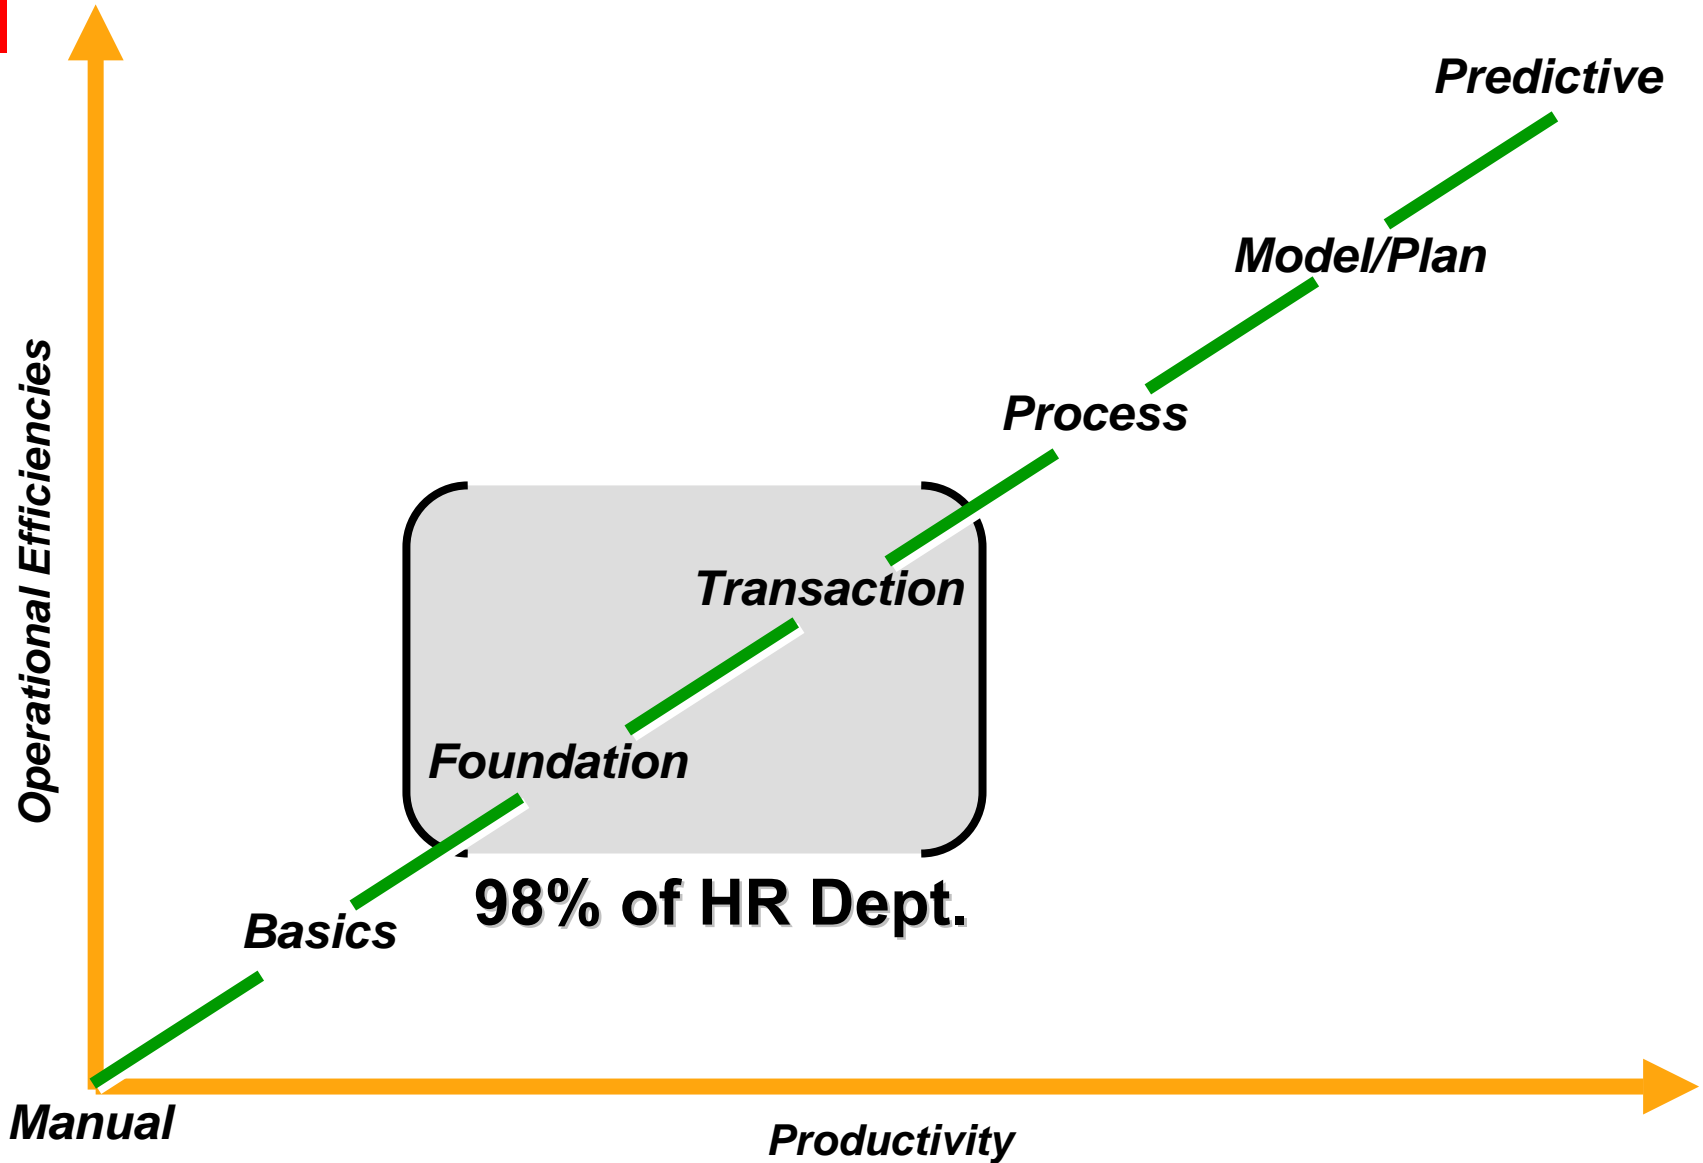 Predictive
Model/Plan
Process
Transaction
Foundation
98% of HR Dept.
Basics
Manual
Operational Efficiencies
Productivity